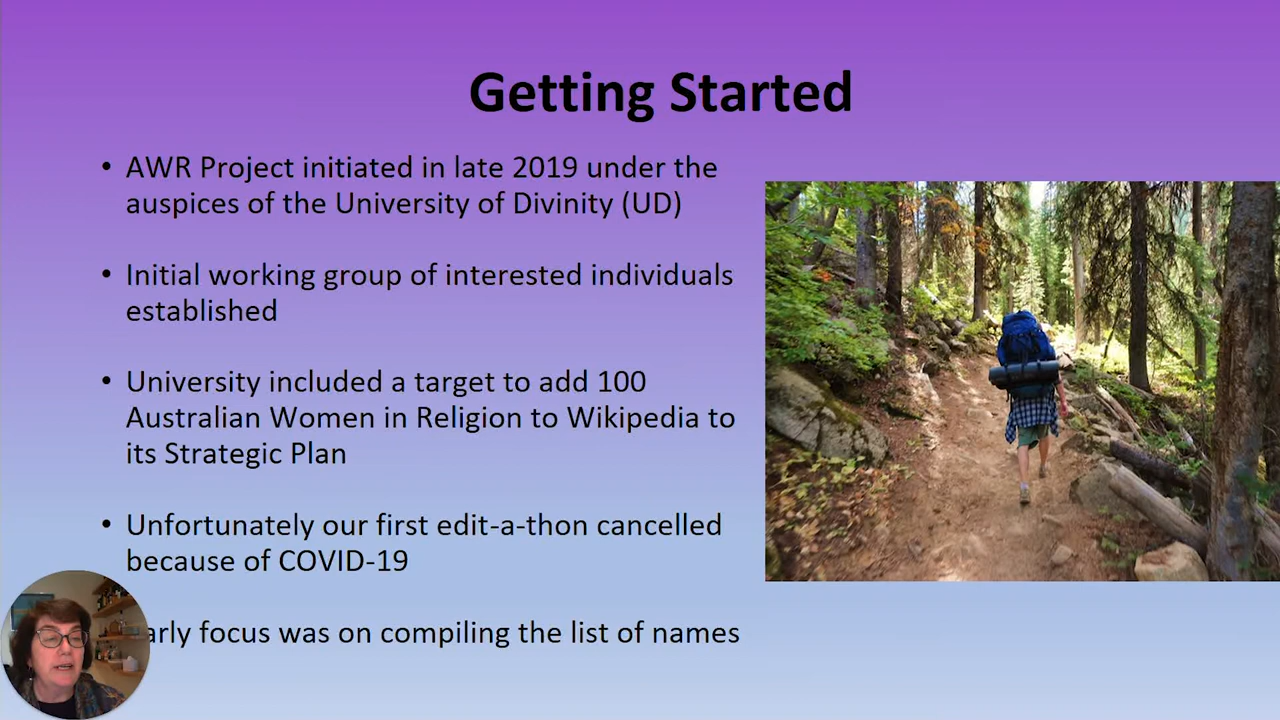 Getting Started
• AWR Project initiated in late 2019 under the
auspices of the University of Divinity (UD)
• Initial working group of interested individuals
established
• University included a target to add 100
Australian Women in Religion to Wikipedia to
its Strategic Plan
• Unfortunately our first edit-a-thon cancelled
because of COVID-19
arly focus was on compiling the list of names